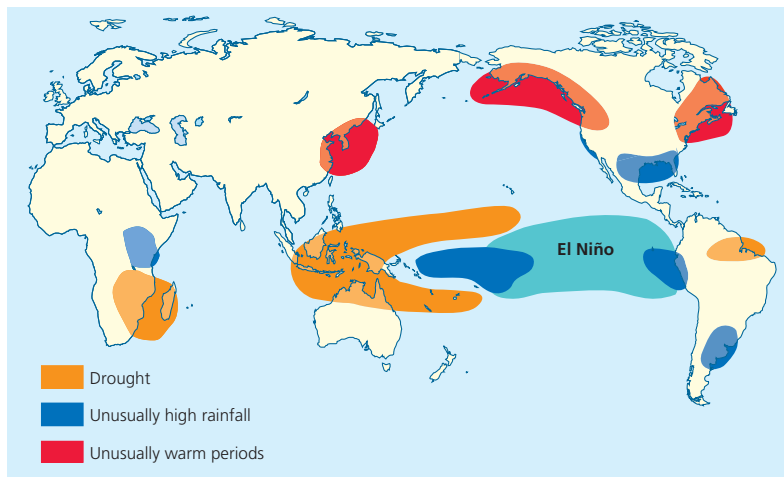 El Niño
Drought
Unusually high rainfall
Unusually warm periods